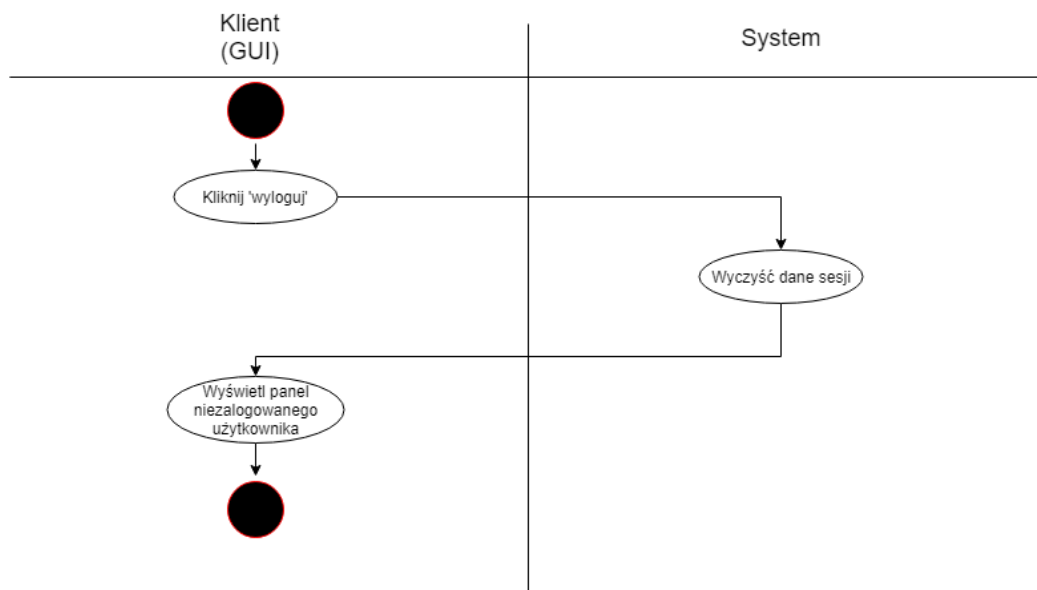 Klient
(GUI)
System
Kliknij 'wyloguj'
Wyczyść dane sesji
Wyświetl panel
niezalogowanego
użytkownika